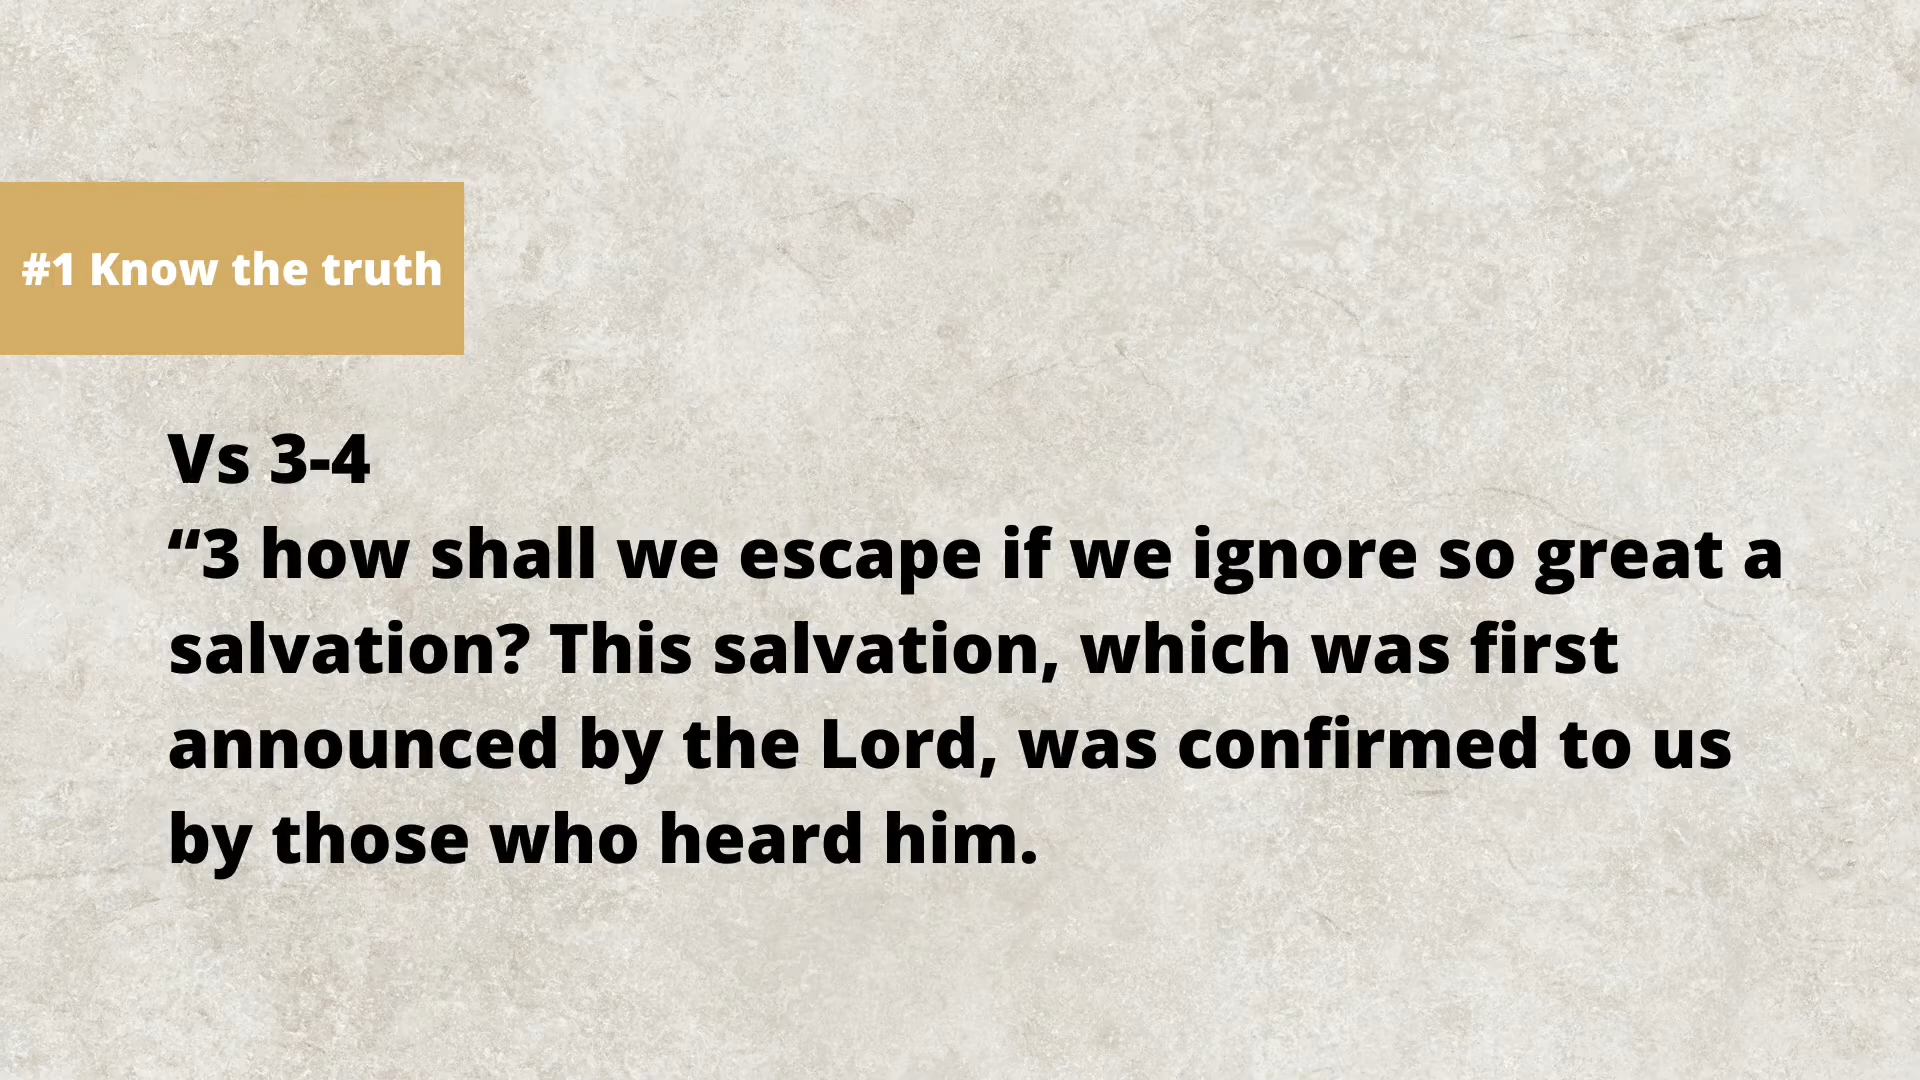 #1 Know the truth
Vs 3-4
“3 how shall we escape if we ignore so great a
salvation? This salvation, which was first
announced by the Lord, was confirmed to us
by those who heard him.